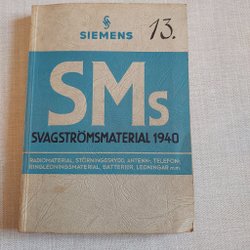 SIEMENS
13.
SMs
SVAGSTRÖMSMATERIAL 1940
RADIOMATERIAL, STÖRNINGSSKYDD, ANTENN-, TELEFON-,
RINGLEDNINGSMATERIAL, BATTERIER, LEDNINGAR m.m.